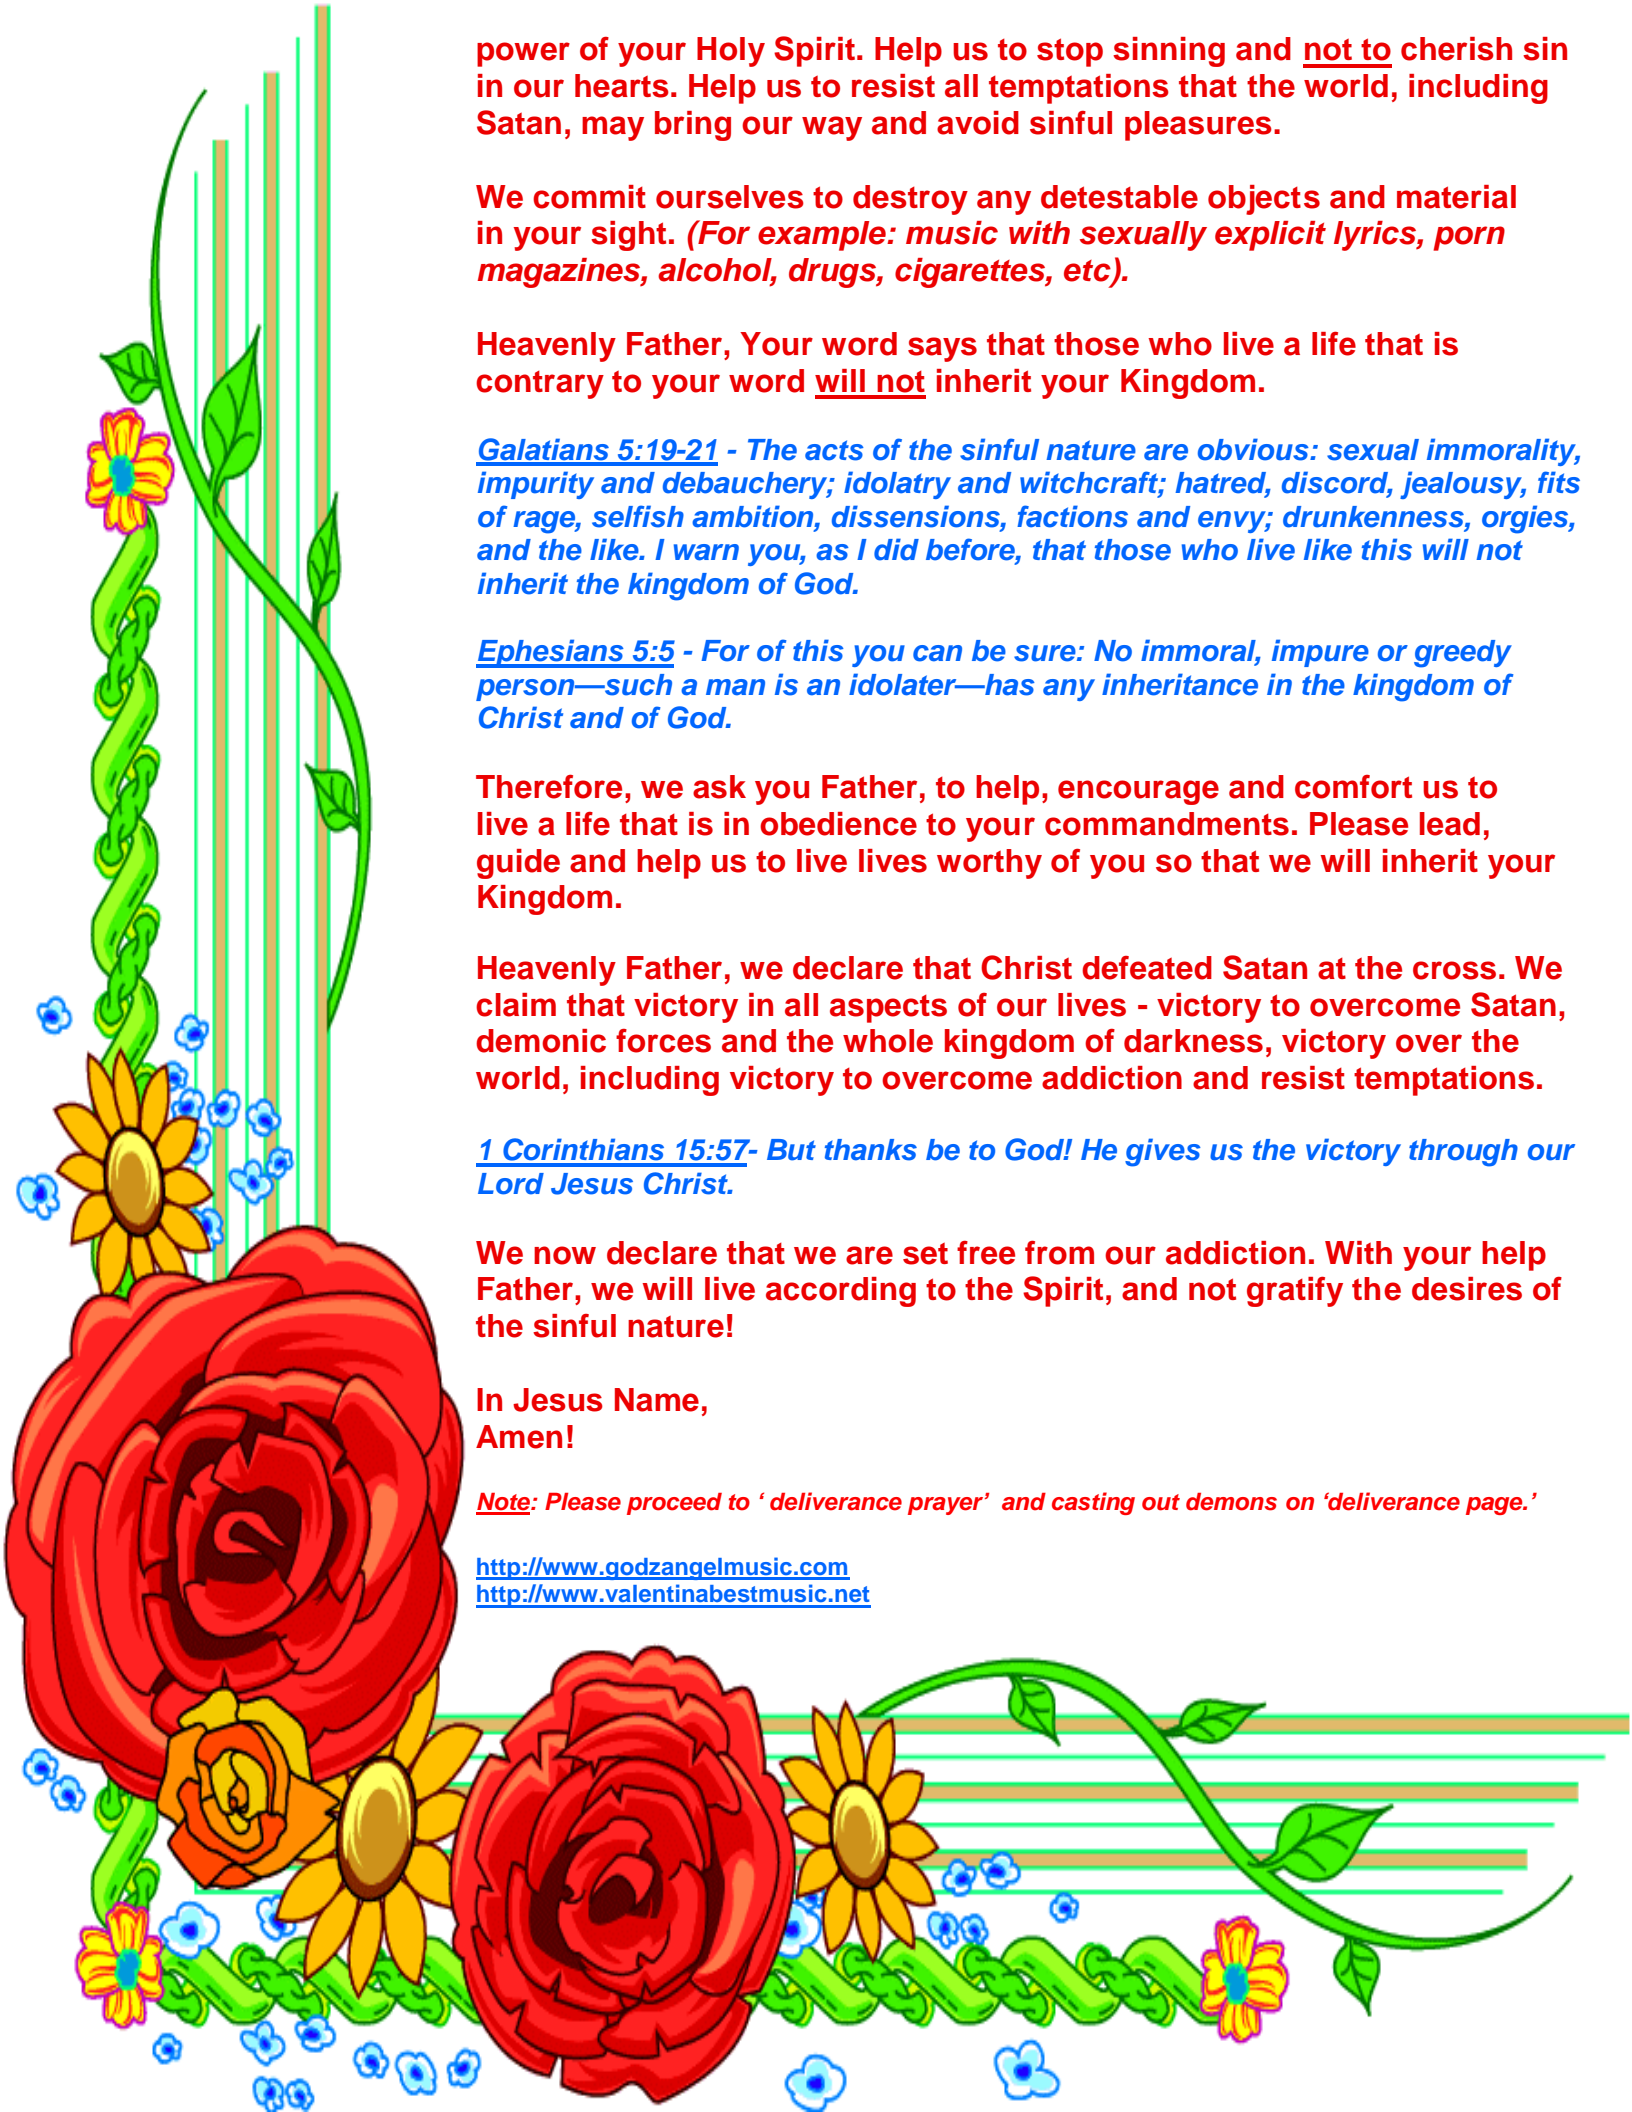 power of your Holy Spirit. Help us to stop sinning and not to cherish sin
in our hearts. Help us to resist all temptations that the world, including
Satan, may bring our way and avoid sinful pleasures.
We commit ourselves to destroy any detestable objects and material
in your sight. (For example: music with sexually explicit lyrics, porn
magazines, alcohol, drugs, cigarettes, etc).
Heavenly Father, Your word says that those who live a life that is
contrary to your word will not inherit your Kingdom.
Galatians 5:19-21 - The acts of the sinful nature are obvious: sexual immorality,
impurity and debauchery; idolatry and witchcraft; hatred, discord, jealousy, fits
of rage, selfish ambition, dissensions, factions and envy; drunkenness, orgies,
and the like. I warn you, as I did before, that those who live like this will not
inherit the kingdom of God.
Ephesians 5:5 - For of this you can be sure: No immoral, impure or greedy
person—such a man is an idolater—has any inheritance in the kingdom of
Christ and of God.
Therefore, we ask you Father, to help, encourage and comfort us to
live a life that is in obedience to your commandments. Please lead,
guide and help us to live lives worthy of you so that we will inherit your
Kingdom.
Heavenly Father, we declare that Christ defeated Satan at the cross. We
claim that victory in all aspects of our lives - victory to overcome Satan,
demonic forces and the whole kingdom of darkness, victory over the
world, including victory to overcome addiction and resist temptations.
1 Corinthians 15:57- But thanks be to God! He gives us the victory through our
Lord Jesus Christ.
We now declare that we are set free from our addiction. With your help
Father, we will live according to the Spirit, and not gratify the desires of
the sinful nature!
In Jesus Name,
Amen!
Note: Please proceed to ‘ deliverance prayer’ and casting out demons on ‘deliverance page.’
http://www.godzangelmusic.com
http://www.valentinabestmusic.net